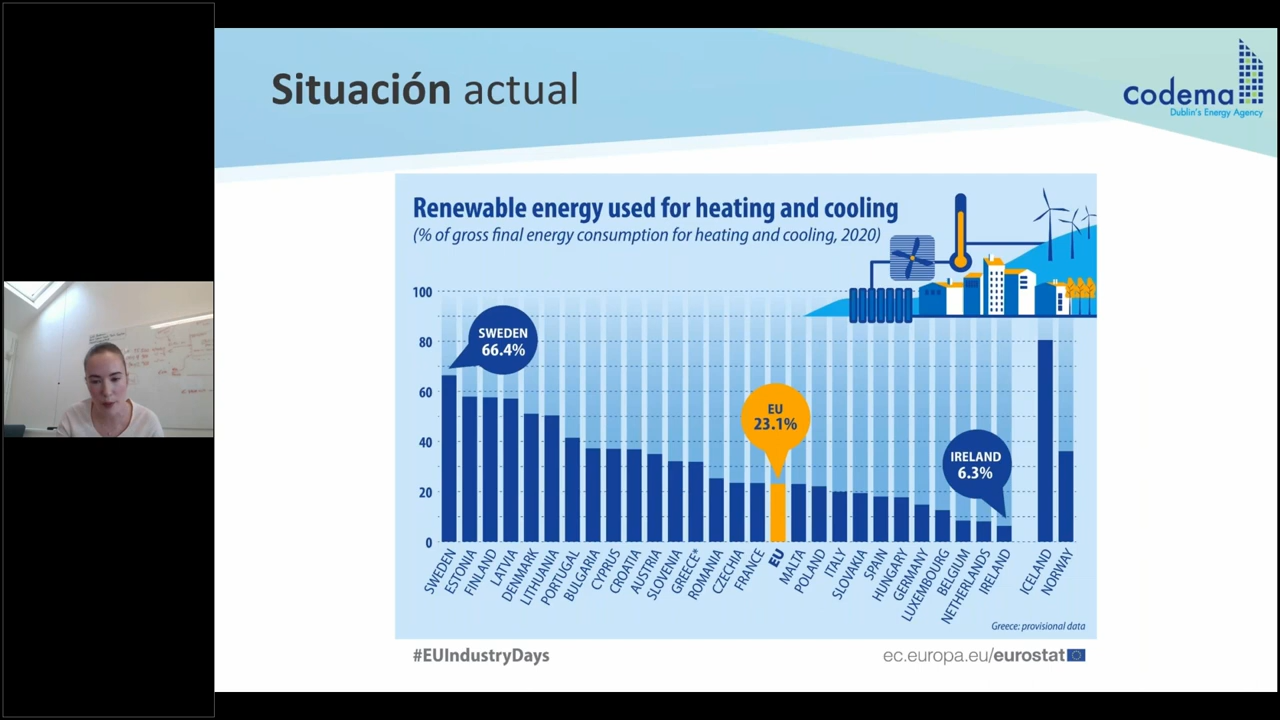 Situación actual
codema
Dublin's Energy Agency
Renewable energy used for heating and cooling
(% of gross final energy consumption for heating and cooling, 2020)
100
80
60
40
20
0
SWEDEN
66.4%
EU
23.1%
IRELAND
6.3%
SWEDEN
ESTONIA
FINLAND
LATVIA
DENMARK
LITHUANIA
PORTUGAL
BULGARIA
CYPRUS
CROATIA
AUSTRIA
SLOVENIA
GREECE*
ROMANIA
CZECHIA
FRANCE
EU
MALTA
POLAND
ITALY
SLOVAKIA
SPAIN
HUNGARY
GERMANY
LUXEMBOURG
BELGIUM
NETHERLANDS
IRELAND
ICELAND
NORWAY
Greece: provisional data
#EUIndustryDays
ec.europa.eu/eurostat